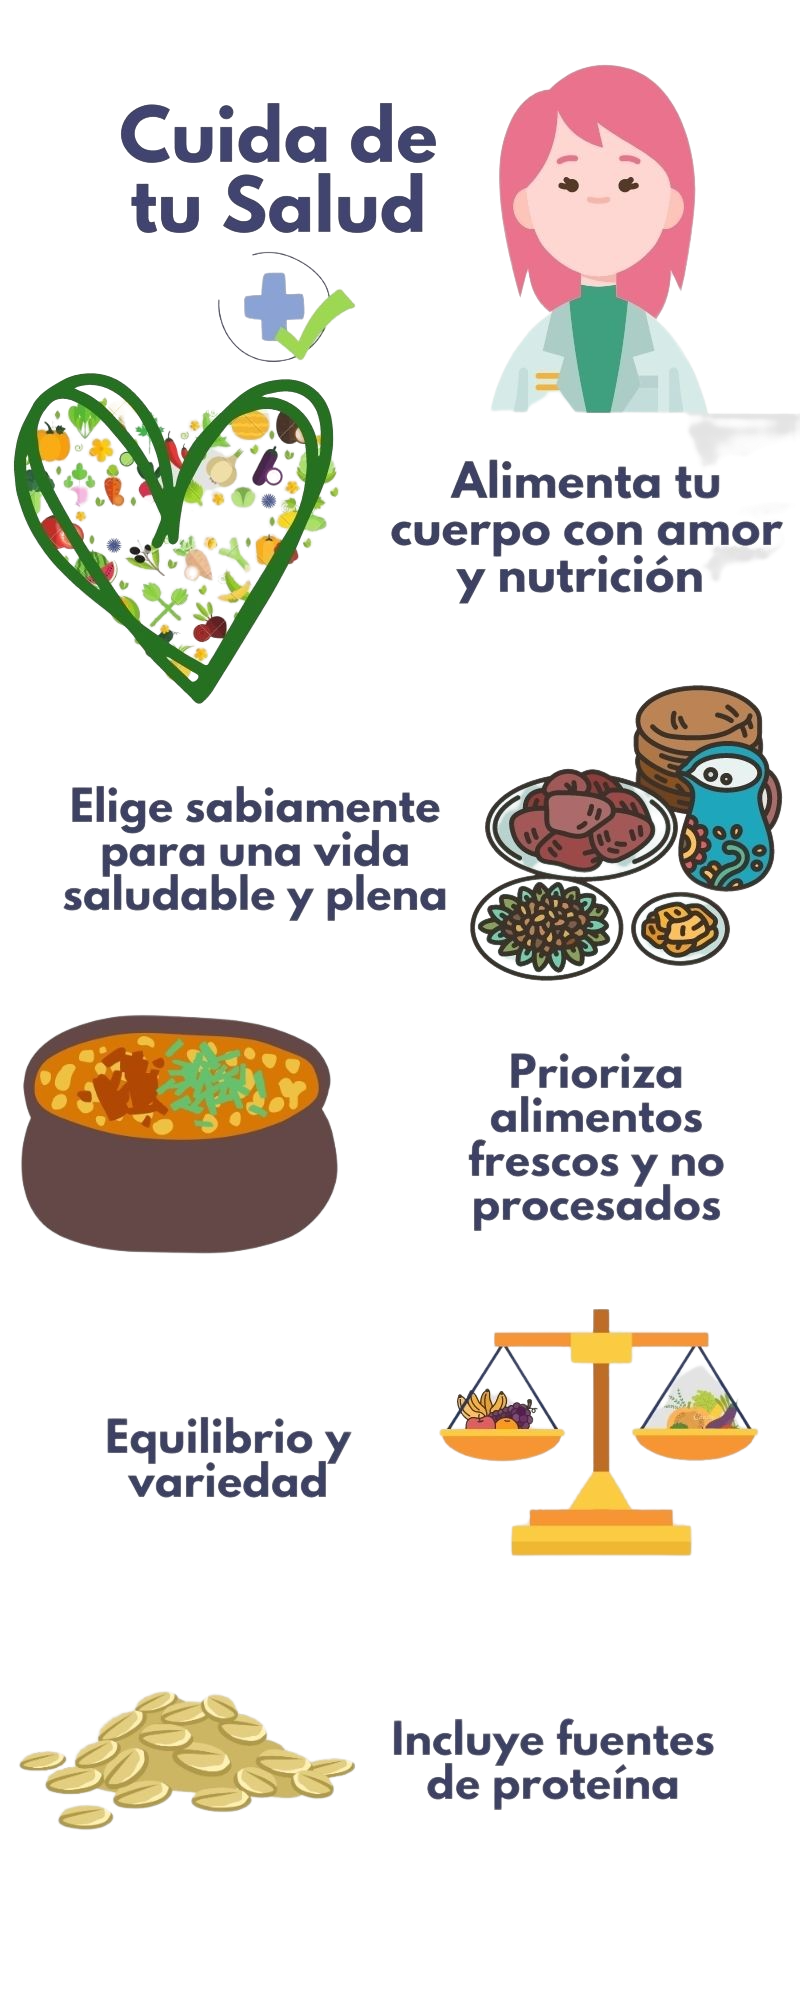 Cuida de
tu Salud
Alimenta tu
cuerpo con amor
y nutrición
Elige sabiamente
para una vida
saludable y plena
Prioriza
alimentos
frescos y no
procesados
Equilibrio y
variedad
Incluye fuentes
de proteína